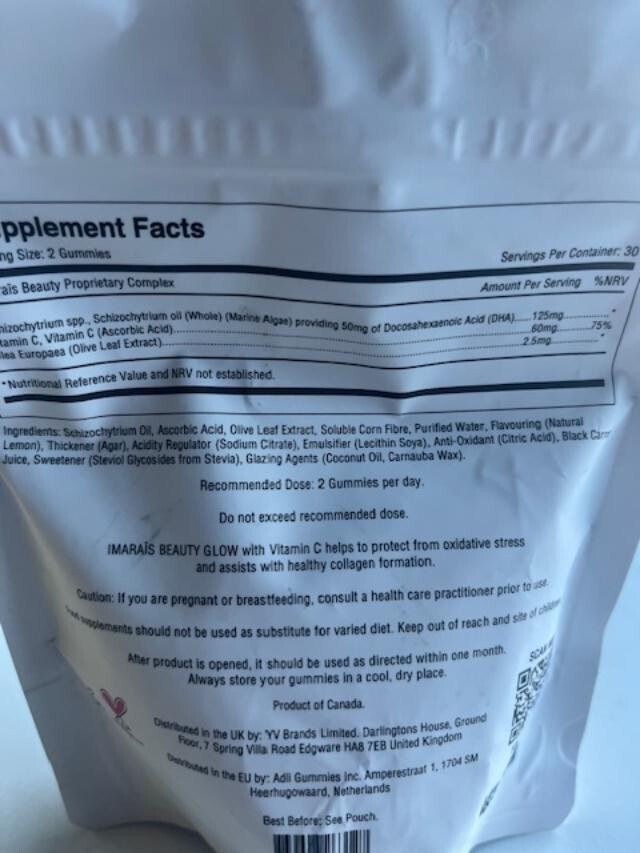 pplement Facts
ng Size: 2 Gummies
Servings Per Container: 30
aïs Beauty Proprietary Complex
Amount Per Serving %NRV
izochytrium spp., Schizochytrium oil (Whole) (Marine Algae) providing 50mg of Docosahexaenoic Acid (DHA)....125mg........*
tamin C, Vitamin C (Ascorbic Acid)....60mg........75%
lea Europaea (Olive Leaf Extract)....2.5mg........*
*Nutritional Reference Value and NRV not established.
Ingredients: Schizochytrium Oil, Ascorbic Acid, Olive Leaf Extract, Soluble Corn Fibre, Purified Water, Flavouring (Natural
Lemon), Thickener (Agar), Acidity Regulator (Sodium Citrate), Emulsifier (Lecithin Soya), Anti-Oxidant (Citric Acid), Black Carr
Juice, Sweetener (Steviol Glycosides from Stevia), Glazing Agents (Coconut Oil, Carnauba Wax).
Recommended Dose: 2 Gummies per day.
Do not exceed recommended dose.
IMARAÏS BEAUTY GLOW with Vitamin C helps to protect from oxidative stress
and assists with healthy collagen formation.
Caution: If you are pregnant or breastfeeding, consult a health care practitioner prior to use.
supplements should not be used as substitute for varied diet. Keep out of reach and site of children
After product is opened, it should be used as directed within one month.
Always store your gummies in a cool, dry place.
SCAN
Product of Canada.
Distributed in the UK by: YV Brands Limited. Darlingtons House, Ground
Floor, 7 Spring Villa Road Edgware HA8 7EB United Kingdom
Distributed in the EU by: Adli Gummies Inc. Amperestraat 1, 1704 SM
Heerhugowaard, Netherlands
Best Before: See Pouch.